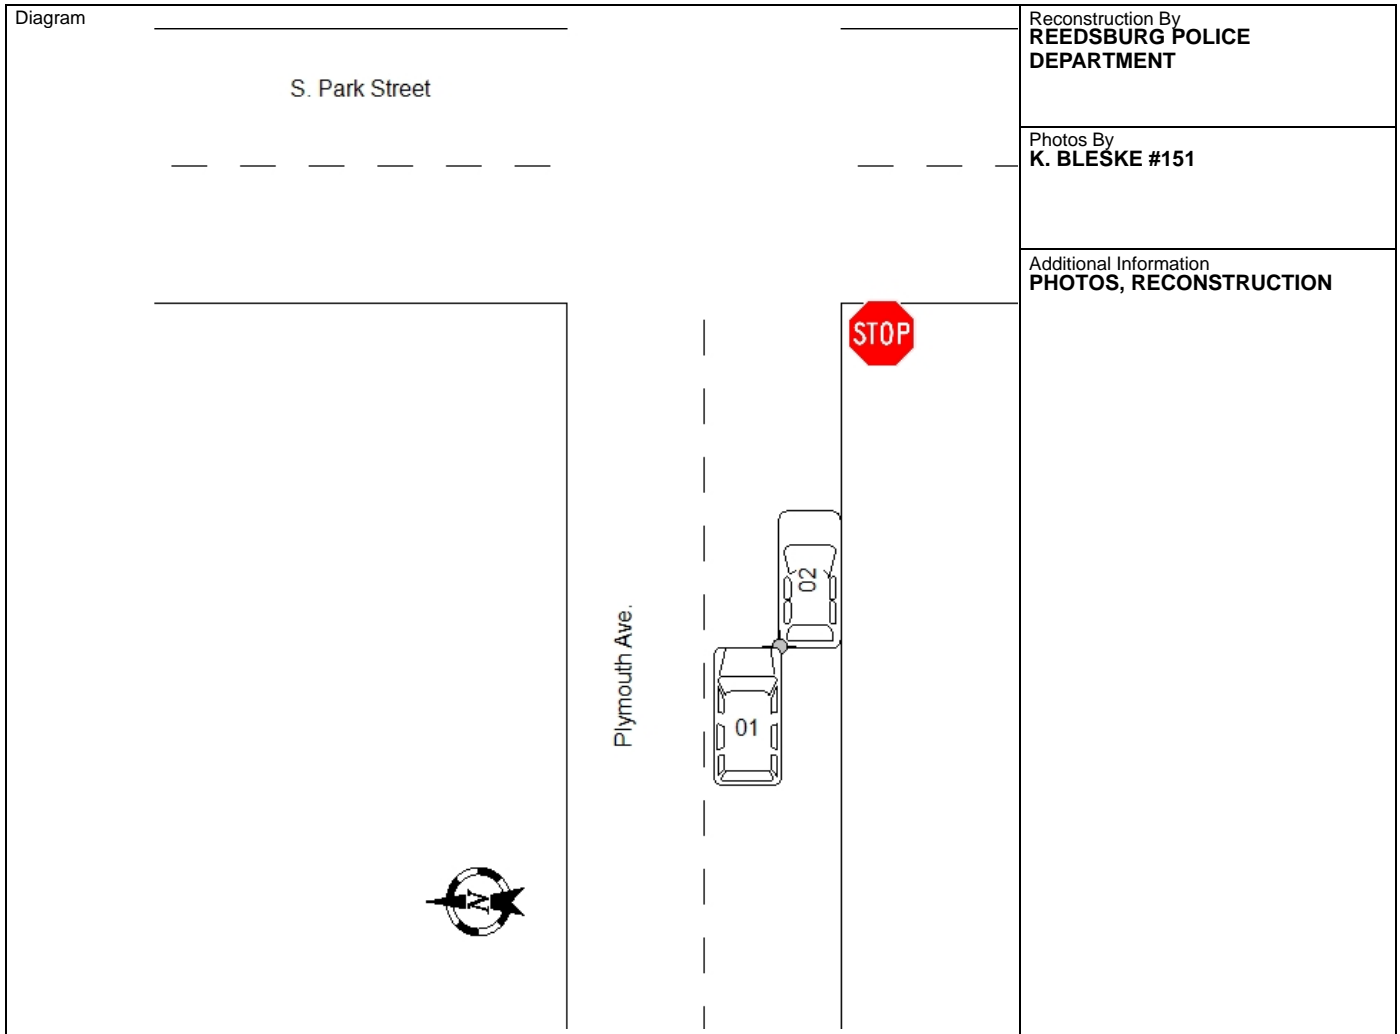 Diagram
S. Park Street
STOP
02
Plymouth Ave.
01
N
Reconstruction By
REEDSBURG POLICE
DEPARTMENT
Photos By
K. BLESKE #151
Additional Information
PHOTOS, RECONSTRUCTION